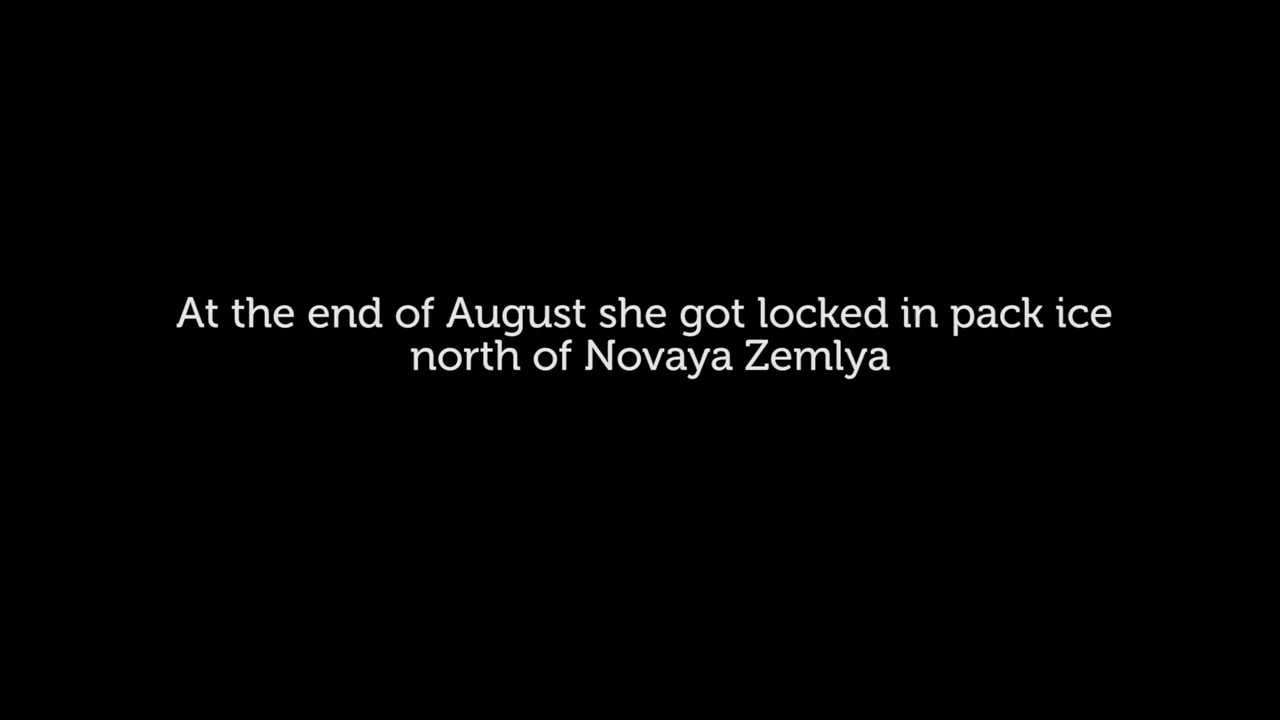 At the end of August she got locked in pack ice
north of Novaya Zemlya